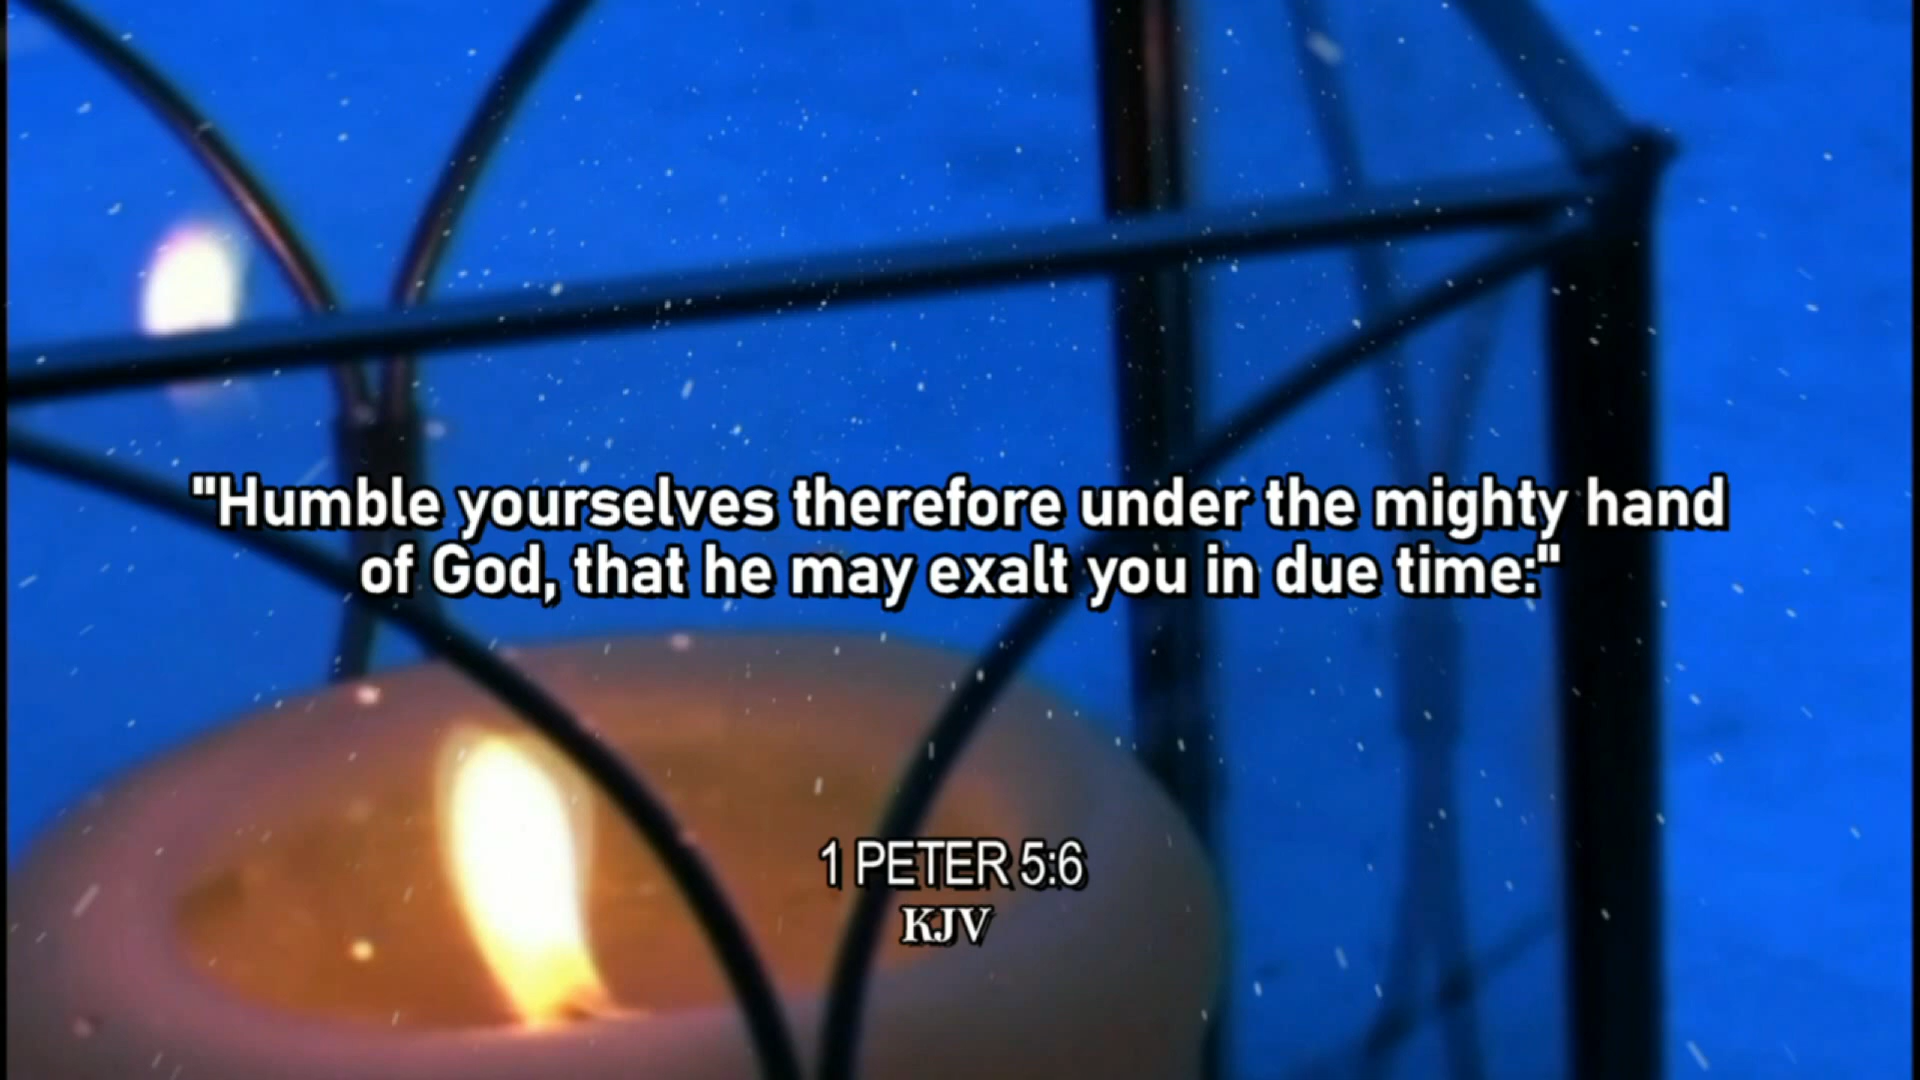 "Humble yourselves therefore under the mighty hand
of God, that he may exalt you in due time:"
1 PETER 5:6
KJV